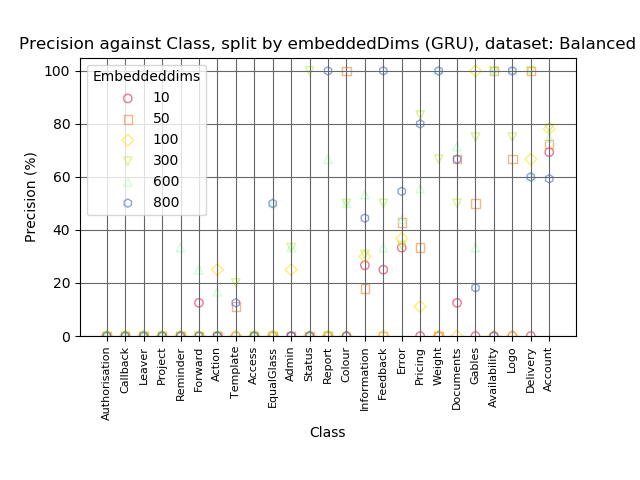 Precision against Class, split by embeddedDims (GRU), dataset: Balanced
Precision (%)
100
80
60
40
20
0
Embeddeddims
10
50
100
300
600
800
Authorisation
Callback
Leaver
Project
Reminder
Forward
Action
Template
Access
EqualGlass
Admin
Status
Report
Colour
Information
Feedback
Error
Pricing
Weight
Documents
Gables
Availability
Logo
Delivery
Account
Class